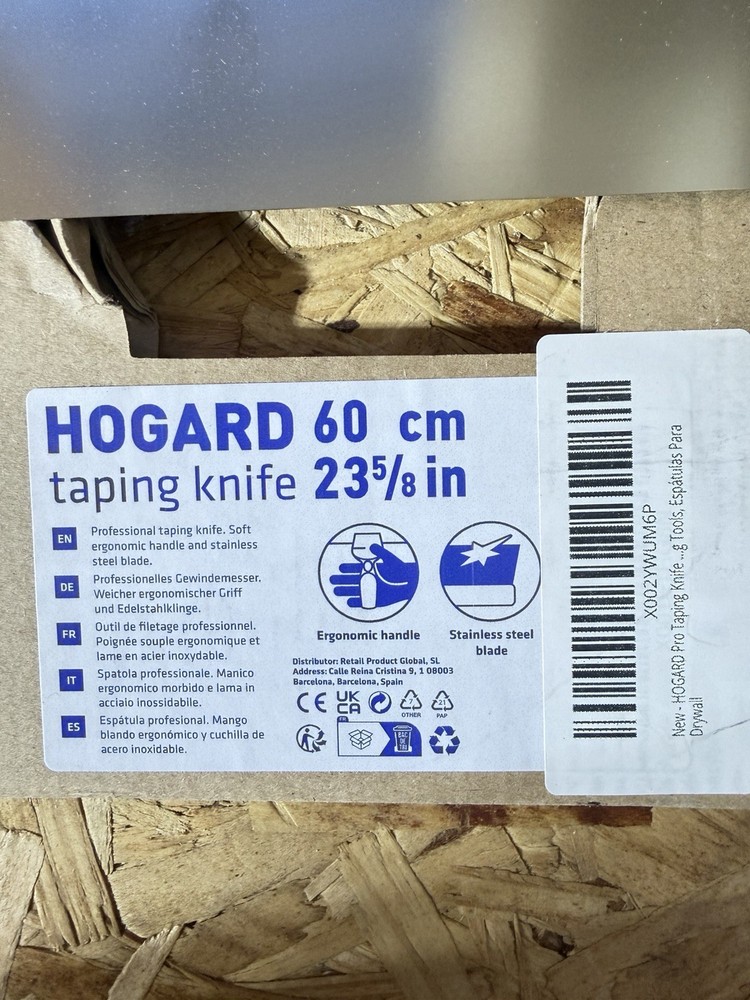 HOGARD 60 cm
taping knife 23⁵/₈ in
EN
Professional taping knife. Soft
ergonomic handle and stainless
steel blade.
DE
Professionelles Gewindemesser.
Weicher ergonomischer Griff
und Edelstahlklinge.
FR
Outil de filetage professionnel.
Poignée souple ergonomique et
lame en acier inoxydable.
IT
Spatola professionale. Manico
ergonomico morbido e lama in
acciaio inossidabile.
ES
Espátula profesional. Mango
blando ergonómico y cuchilla de
acero inoxidable.
Ergonomic handle
Stainless steel
blade
Distributor: Retail Product Global, SL
Address: Calle Reina Cristina 9, 1 08003
Barcelona, Barcelona, Spain
CE
UK
CA
7
OTHER
21
PAP
FR
BAC
DE
TRI
X002YWUM6P
New - HOGARD Pro Taping Knife ...g Tools, Espátulas Para
Drywall